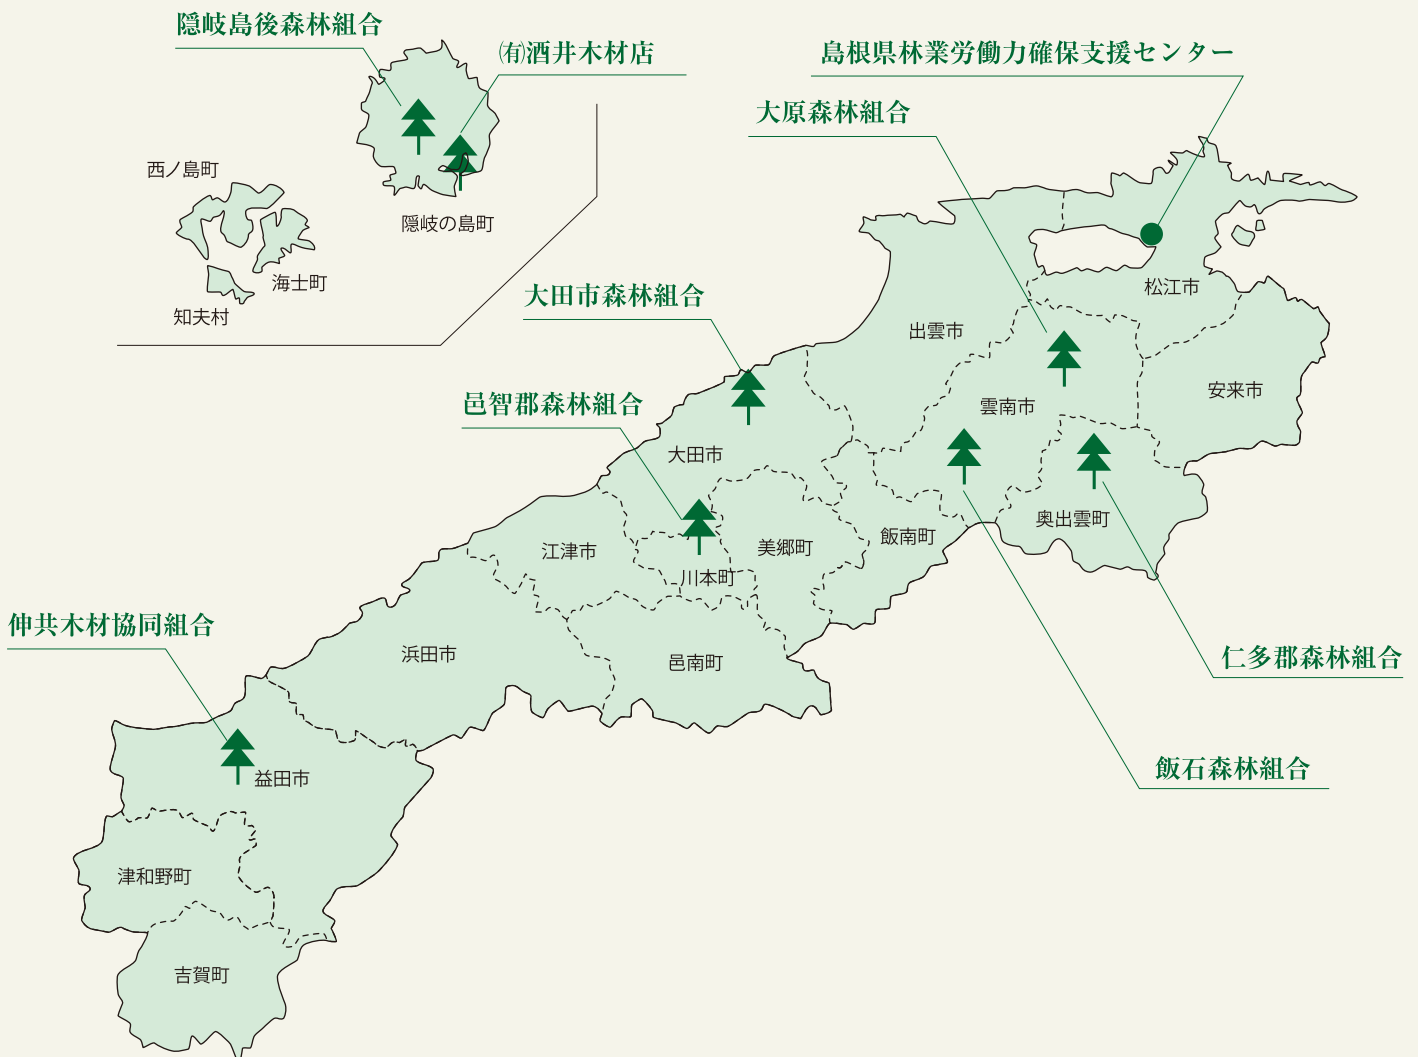 隠岐島後森林組合
㈲酒井木材店
島根県林業労働力確保支援センター
大原森林組合
西ノ島町
隠岐の島町
海士町
知夫村
大田市森林組合
松江市
出雲市
安来市
邑智郡森林組合
雲南市
大田市
奥出雲町
飯南町
美郷町
江津市
川本町
伸共木材協同組合
浜田市
邑南町
仁多郡森林組合
飯石森林組合
益田市
津和野町
吉賀町